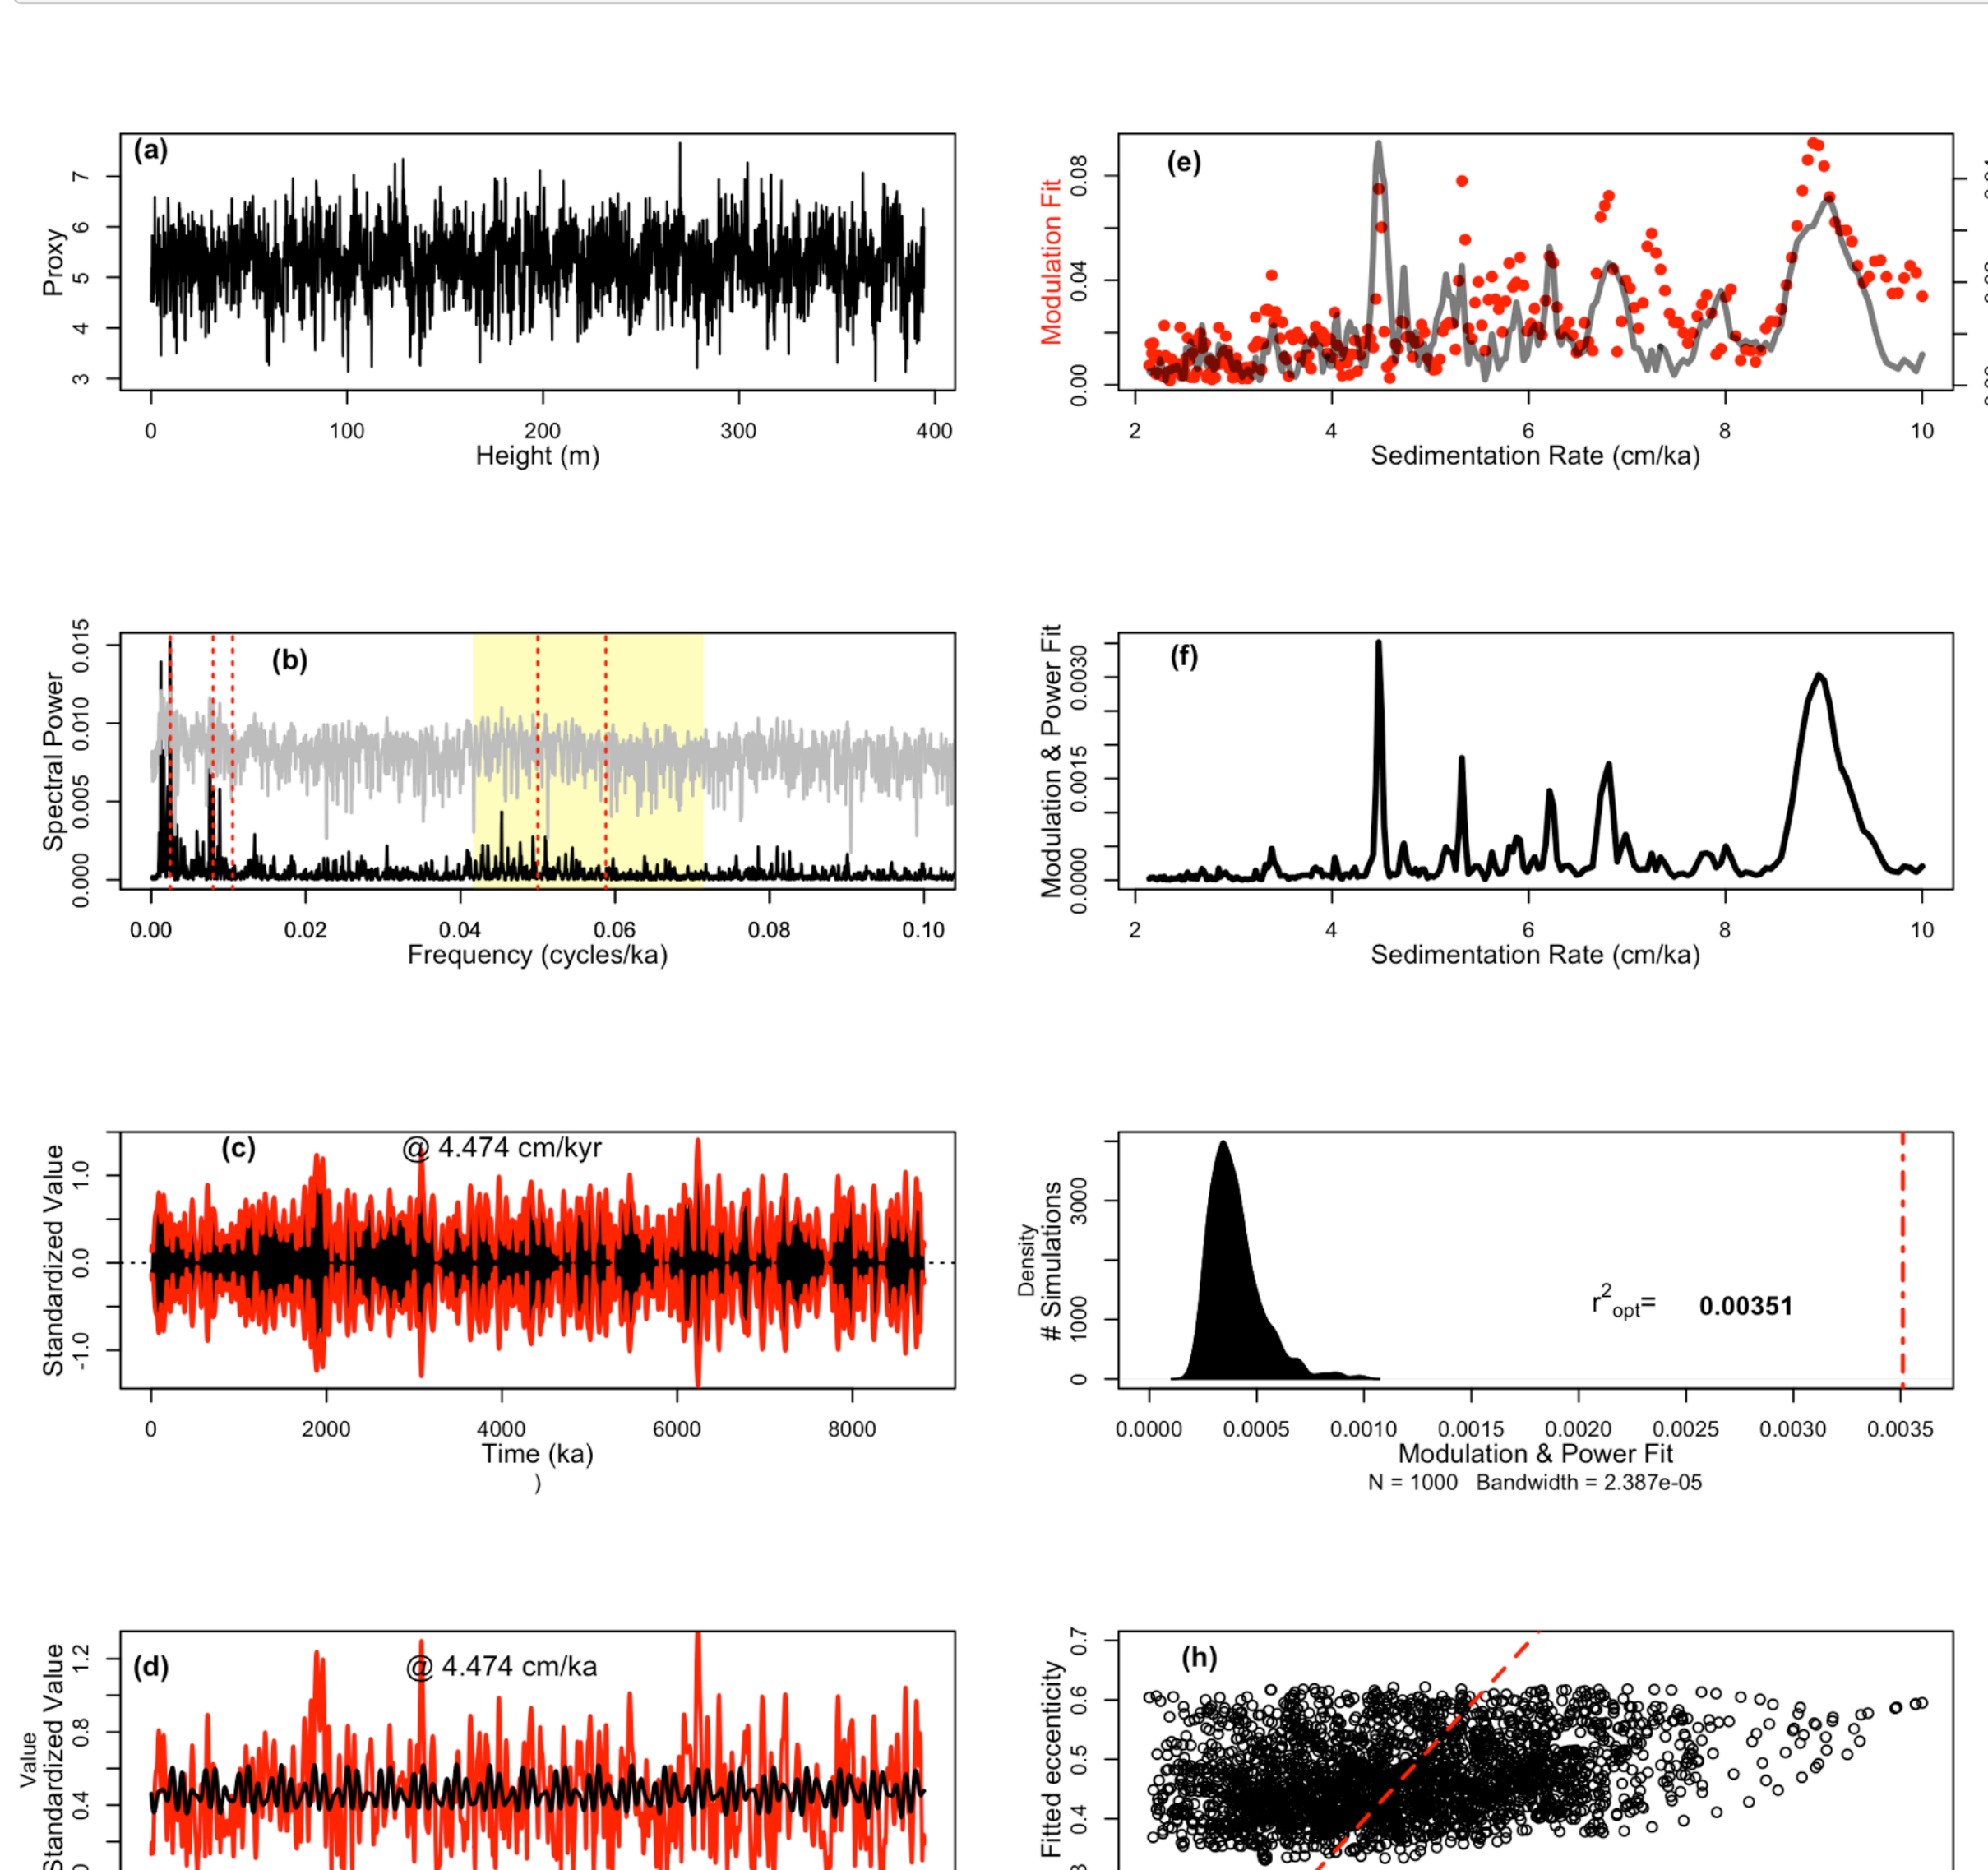 (a)
Proxy
7
6
5
4
3
0 100 200 300 400
Height (m)
(e)
Modulation Fit
0.08
0.04
0.00
2 4 6 8 10
Sedimentation Rate (cm/ka)
(b)
Spectral Power
0.015
0.010
0.005
0.000
0.00 0.02 0.04 0.06 0.08 0.10
Frequency (cycles/ka)
(f)
Modulation & Power Fit
0.0030
0.0015
0.0000
2 4 6 8 10
Sedimentation Rate (cm/ka)
(c) @ 4.474 cm/kyr
Standardized Value
1.0
0.0
-1.0
0 2000 4000 6000 8000
Time (ka)
)
Density
# Simulations
3000
1000
0
r2opt= 0.00351
0.0000 0.0005 0.0010 0.0015 0.0020 0.0025 0.0030 0.0035
Modulation & Power Fit
N = 1000 Bandwidth = 2.387e-05
(d) @ 4.474 cm/ka
Value
Standardized Value
1.2
0.8
0.4
(h)
Fitted eccenticity
0.7
0.6
0.5
0.4